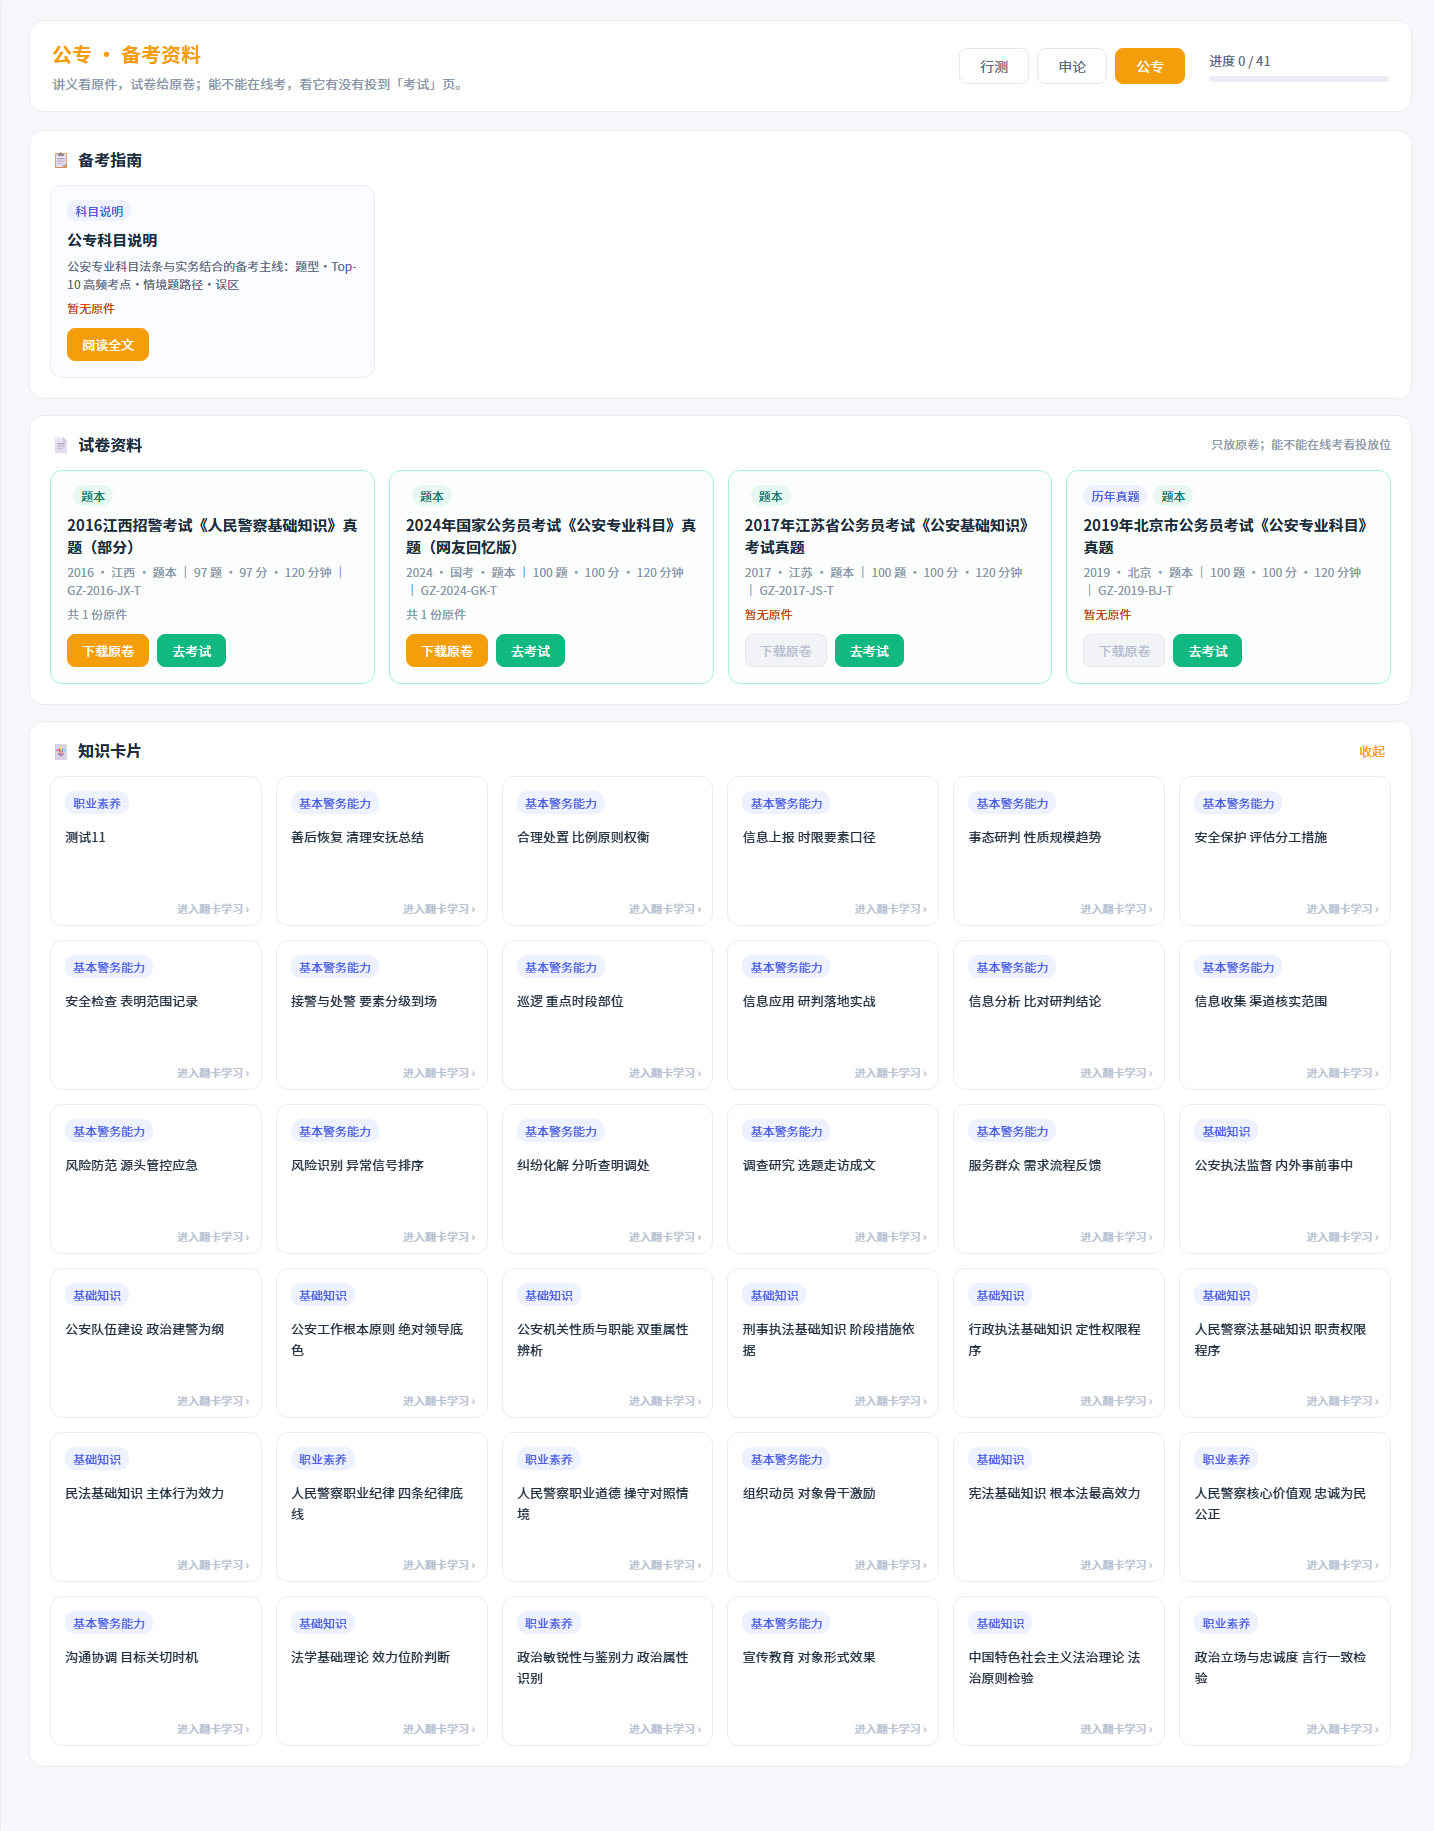 公专 · 备考资料
讲义看原件，试卷给原卷；能不能在线考，看它有没有投到「考试」页。
行测
申论
公专
进度 0 / 41
备考指南
科目说明
公专科目说明
公安专业科目法条与实务结合的备考主线：题型·Top-
10 高频考点·情境题路径·误区
暂无原件
阅读全文
试卷资料
只放原卷；能不能在线考看投放位
题本
2016江西招警考试《人民警察基础知识》真
题（部分）
2016 · 江西 · 题本 ｜ 97 题 · 97 分 · 120 分钟 ｜
GZ-2016-JX-T
共 1 份原件
下载原卷
去考试
题本
2024年国家公务员考试《公安专业科目》真
题（网友回忆版）
2024 · 国考 · 题本 ｜ 100 题 · 100 分 · 120 分钟
｜ GZ-2024-GK-T
共 1 份原件
下载原卷
去考试
题本
2017年江苏省公务员考试《公安基础知识》
考试真题
2017 · 江苏 · 题本 ｜ 100 题 · 100 分 · 120 分钟
｜ GZ-2017-JS-T
暂无原件
下载原卷
去考试
历年真题
题本
2019年北京市公务员考试《公安专业科目》
真题
2019 · 北京 · 题本 ｜ 100 题 · 100 分 · 120 分钟
｜ GZ-2019-BJ-T
暂无原件
下载原卷
去考试
知识卡片
收起
职业素养
测试11
进入翻卡学习 ›
基本警务能力
善后恢复 清理安抚总结
进入翻卡学习 ›
基本警务能力
合理处置 比例原则权衡
进入翻卡学习 ›
基本警务能力
信息上报 时限要素口径
进入翻卡学习 ›
基本警务能力
事态研判 性质规模趋势
进入翻卡学习 ›
基本警务能力
安全保护 评估分工措施
进入翻卡学习 ›
基本警务能力
安全检查 表明范围记录
进入翻卡学习 ›
基本警务能力
接警与处警 要素分级到场
进入翻卡学习 ›
基本警务能力
巡逻 重点时段部位
进入翻卡学习 ›
基本警务能力
信息应用 研判落地实战
进入翻卡学习 ›
基本警务能力
信息分析 比对研判结论
进入翻卡学习 ›
基本警务能力
信息收集 渠道核实范围
进入翻卡学习 ›
基本警务能力
风险防范 源头管控应急
进入翻卡学习 ›
基本警务能力
风险识别 异常信号排序
进入翻卡学习 ›
基本警务能力
纠纷化解 分听查明调处
进入翻卡学习 ›
基本警务能力
调查研究 选题走访成文
进入翻卡学习 ›
基本警务能力
服务群众 需求流程反馈
进入翻卡学习 ›
基础知识
公安执法监督 内外事前事中
进入翻卡学习 ›
基础知识
公安队伍建设 政治建警为纲
进入翻卡学习 ›
基础知识
公安工作根本原则 绝对领导底
色
进入翻卡学习 ›
基础知识
公安机关性质与职能 双重属性
辨析
进入翻卡学习 ›
基础知识
刑事执法基础知识 阶段措施依
据
进入翻卡学习 ›
基础知识
行政执法基础知识 定性权限程
序
进入翻卡学习 ›
基础知识
人民警察法基础知识 职责权限
程序
进入翻卡学习 ›
基础知识
民法基础知识 主体行为效力
进入翻卡学习 ›
职业素养
人民警察职业纪律 四条纪律底
线
进入翻卡学习 ›
职业素养
人民警察职业道德 操守对照情
境
进入翻卡学习 ›
基本警务能力
组织动员 对象骨干激励
进入翻卡学习 ›
基础知识
宪法基础知识 根本法最高效力
进入翻卡学习 ›
职业素养
人民警察核心价值观 忠诚为民
公正
进入翻卡学习 ›
基本警务能力
沟通协调 目标关切时机
进入翻卡学习 ›
基础知识
法学基础理论 效力位阶判断
进入翻卡学习 ›
职业素养
政治敏锐性与鉴别力 政治属性
识别
进入翻卡学习 ›
基本警务能力
宣传教育 对象形式效果
进入翻卡学习 ›
基础知识
中国特色社会主义法治理论 法
治原则检验
进入翻卡学习 ›
职业素养
政治立场与忠诚度 言行一致检
验
进入翻卡学习 ›